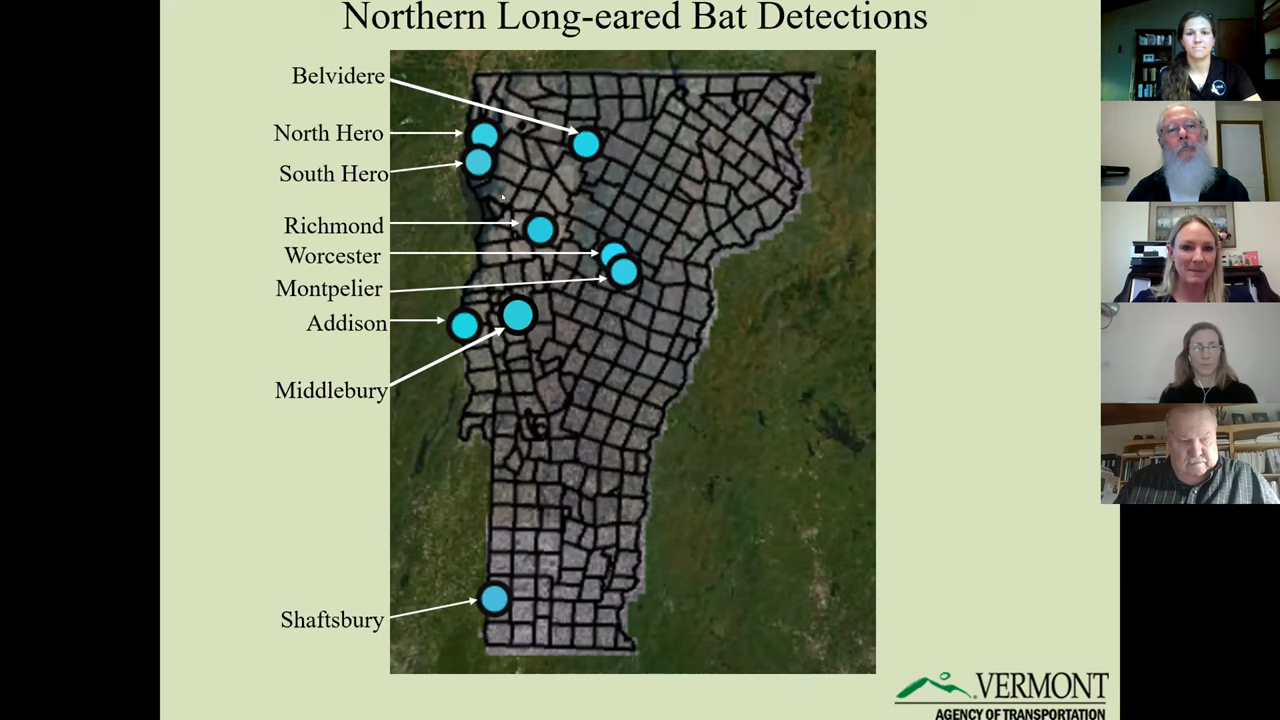 Northern Long-eared Bat Detections
Belvidere
North Hero
South Hero
Richmond
Worcester
Montpelier
Addison
Middlebury
Shaftsbury
VERMONT
AGENCY OF TRANSPORTATION